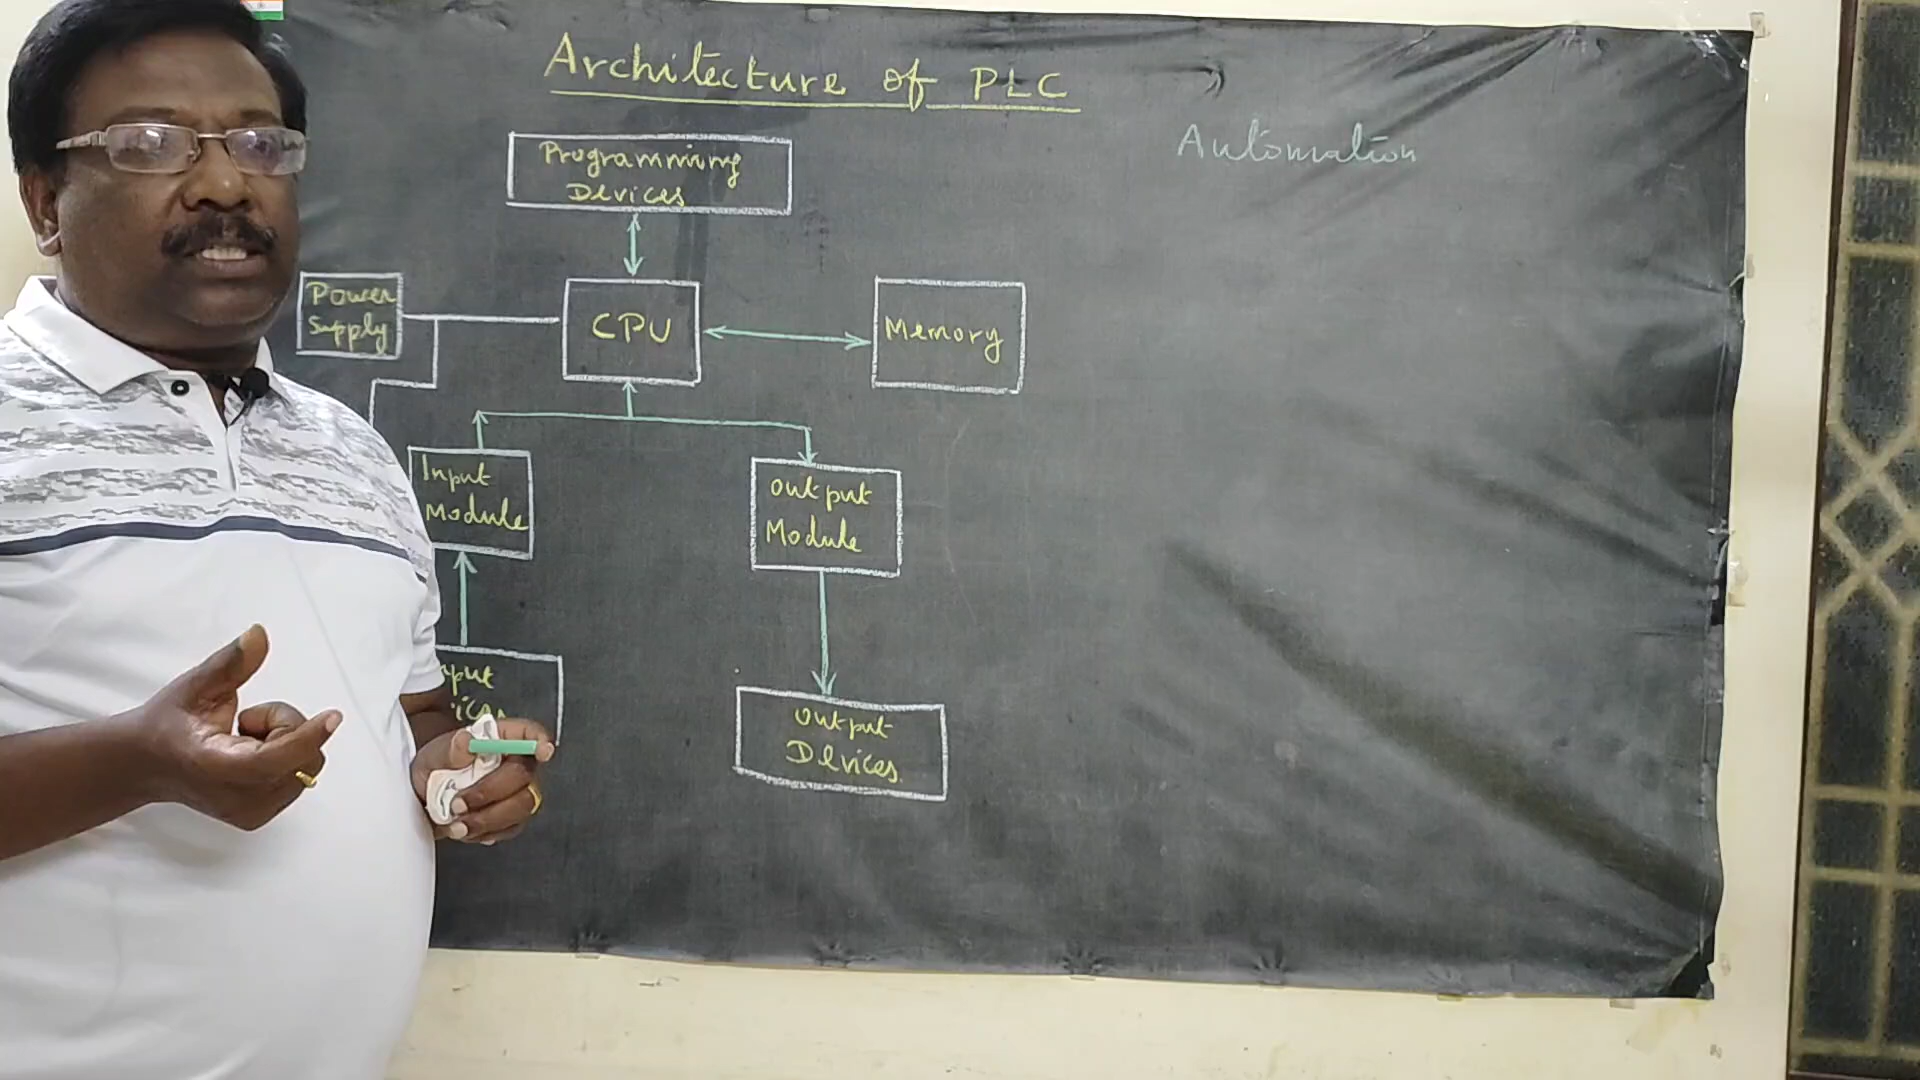 Architecture of PLC
Automation
Programming
Devices
Power
Supply
CPU
Memory
Input
Module
output
Module
output
Devices